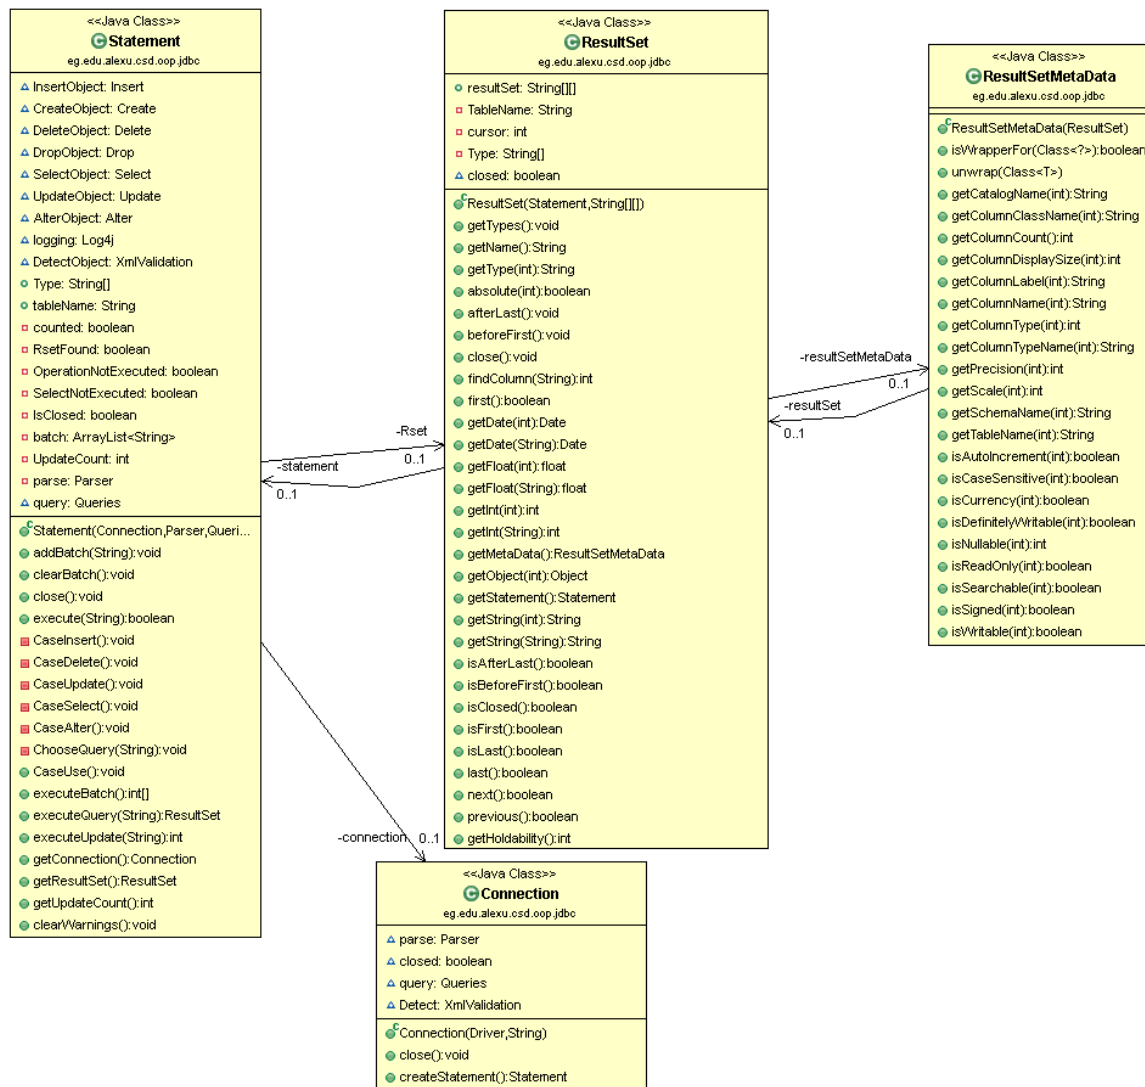 <<Java Class>>
Statement
eg.edu.alexu.csd.oop.jdbc
InsertObject: Insert
CreateObject: Create
DeleteObject: Delete
DropObject: Drop
SelectObject: Select
UpdateObject: Update
AlterObject: Alter
logging: Log4j
DetectObject: XmlValidation
Type: String[]
tableName: String
counted: boolean
RsetFound: boolean
OperationNotExecuted: boolean
SelectNotExecuted: boolean
IsClosed: boolean
batch: ArrayList<String>
UpdateCount: int
parse: Parser
query: Queries
Statement(Connection,Parser,Queri...
addBatch(String):void
clearBatch():void
close():void
execute(String):boolean
CaseInsert():void
CaseDelete():void
CaseUpdate():void
CaseSelect():void
CaseAlter():void
ChooseQuery(String):void
CaseUse():void
executeBatch():int[]
executeQuery(String):ResultSet
executeUpdate(String):int
getConnection():Connection
getResultSet():ResultSet
getUpdateCount():int
clearWarnings():void
-Rset
0..1
-statement
0..1
-connection
0..1
<<Java Class>>
ResultSet
eg.edu.alexu.csd.oop.jdbc
resultSet: String[][]
TableName: String
cursor: int
Type: String[]
closed: boolean
ResultSet(Statement,String[][])
getTypes():void
getName():String
getType(int):String
absolute(int):boolean
afterLast():void
beforeFirst():void
close():void
findColumn(String):int
first():boolean
getDate(int):Date
getDate(String):Date
getFloat(int):float
getFloat(String):float
getInt(int):int
getInt(String):int
getMetaData():ResultSetMetaData
getObject(int):Object
getStatement():Statement
getString(int):String
getString(String):String
isAfterLast():boolean
isBeforeFirst():boolean
isClosed():boolean
isFirst():boolean
isLast():boolean
last():boolean
next():boolean
previous():boolean
getHoldability():int
-resultSetMetaData
0..1
-resultSet
0..1
<<Java Class>>
ResultSetMetaData
eg.edu.alexu.csd.oop.jdbc
ResultSetMetaData(ResultSet)
isWrapperFor(Class<?>):boolean
unwrap(Class<T>)
getCatalogName(int):String
getColumnClassName(int):String
getColumnCount():int
getColumnDisplaySize(int):int
getColumnLabel(int):String
getColumnName(int):String
getColumnType(int):int
getColumnTypeName(int):String
getPrecision(int):int
getScale(int):int
getSchemaName(int):String
getTableName(int):String
isAutoIncrement(int):boolean
isCaseSensitive(int):boolean
isCurrency(int):boolean
isDefinitelyWritable(int):boolean
isNullable(int):int
isReadOnly(int):boolean
isSearchable(int):boolean
isSigned(int):boolean
isWritable(int):boolean
<<Java Class>>
Connection
eg.edu.alexu.csd.oop.jdbc
parse: Parser
closed: boolean
query: Queries
Detect: XmlValidation
Connection(Driver,String)
close():void
createStatement():Statement